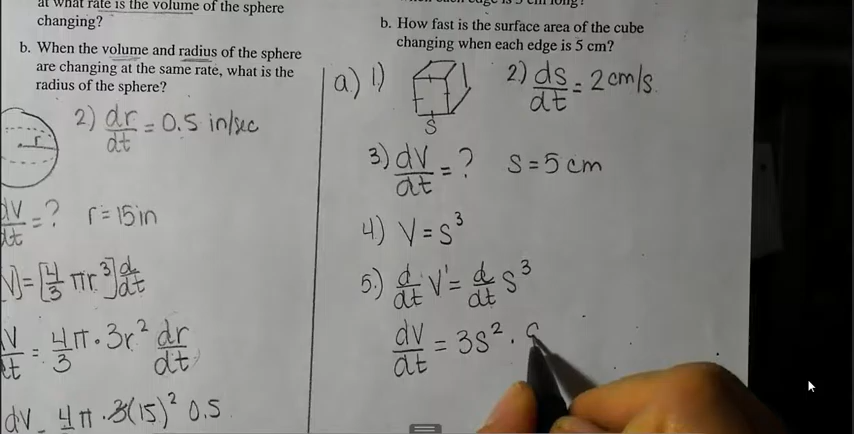 at what rate is the volume of the sphere
changing?
b. When the volume and radius of the sphere
are changing at the same rate, what is the
radius of the sphere?
r
2) dr/dt = 0.5 in/sec
dV/dt = ? r = 15 in
V] = [4/3 πr³] d/dt
V/t = 4/3 π · 3r² dr/dt
dV = 4π · 3(15)² 0.5
b. How fast is the surface area of the cube
changing when each edge is 5 cm?
a) 1)
S
2) ds/dt = 2 cm/s.
3) dV/dt = ? S = 5 cm
4) V = S³
5.) d/dt V' = d/dt S³
dV/dt = 3S² ·